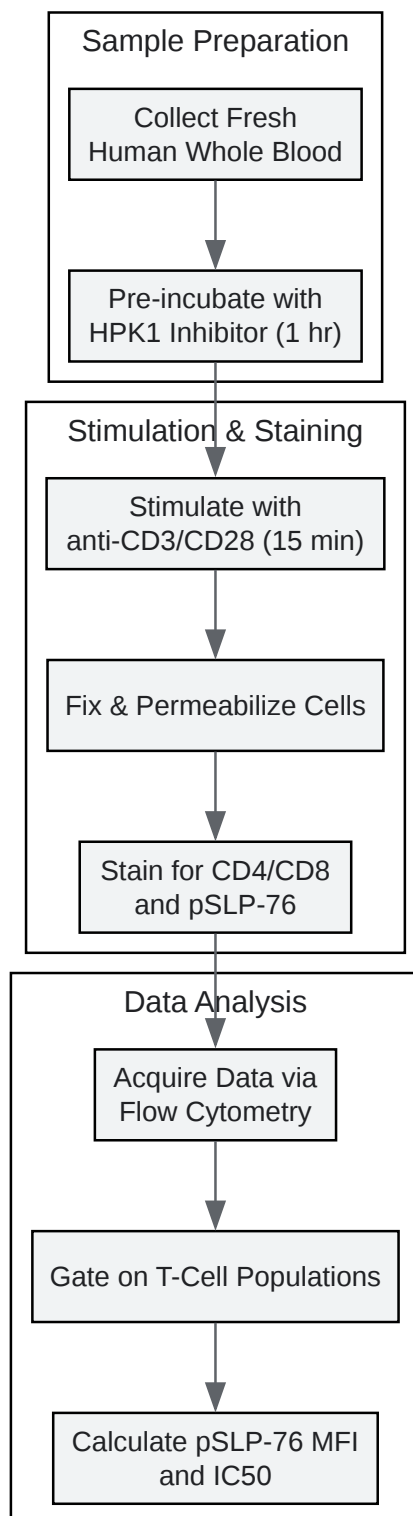 Sample Preparation
Collect Fresh
Human Whole Blood
Pre-incubate with
HPK1 Inhibitor (1 hr)
Stimulation & Staining
Stimulate with
anti-CD3/CD28 (15 min)
Fix & Permeabilize Cells
Stain for CD4/CD8
and pSLP-76
Data Analysis
Acquire Data via
Flow Cytometry
Gate on T-Cell Populations
Calculate pSLP-76 MFI
and IC50